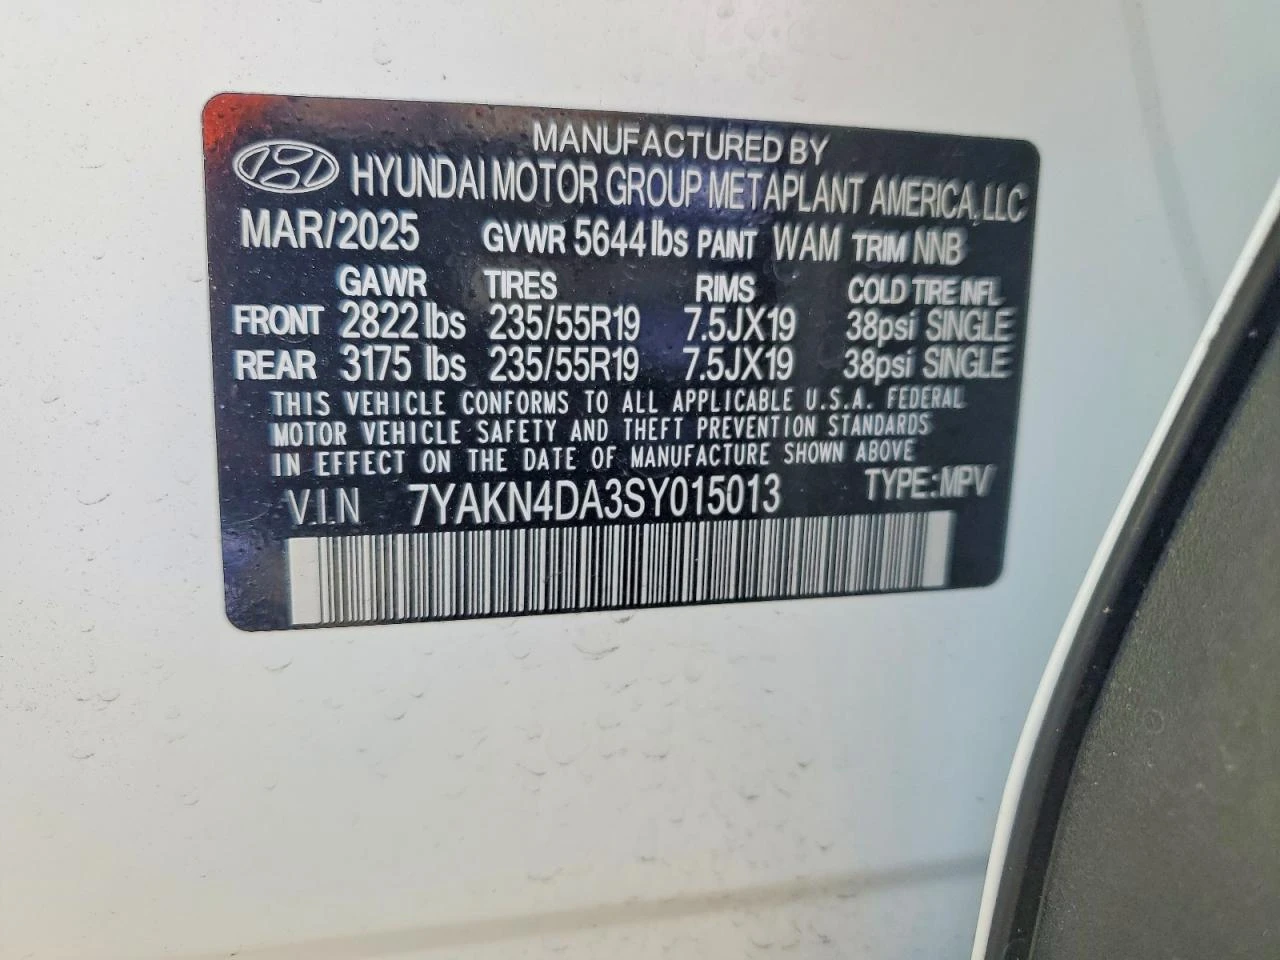 MANUFACTURED BY
HYUNDAI MOTOR GROUP METAPLANT AMERICA, LLC
MAR/2025 GVWR 5644 lbs PAINT WAM TRIM NNB
GAWR TIRES RIMS COLD TIRE INFL
FRONT 2822 lbs 235/55R19 7.5JX19 38psi SINGLE
REAR 3175 lbs 235/55R19 7.5JX19 38psi SINGLE
THIS VEHICLE CONFORMS TO ALL APPLICABLE U.S.A. FEDERAL
MOTOR VEHICLE SAFETY AND THEFT PREVENTION STANDARDS
IN EFFECT ON THE DATE OF MANUFACTURE SHOWN ABOVE
V.I.N 7YAKN4DA3SY015013 TYPE:MPV